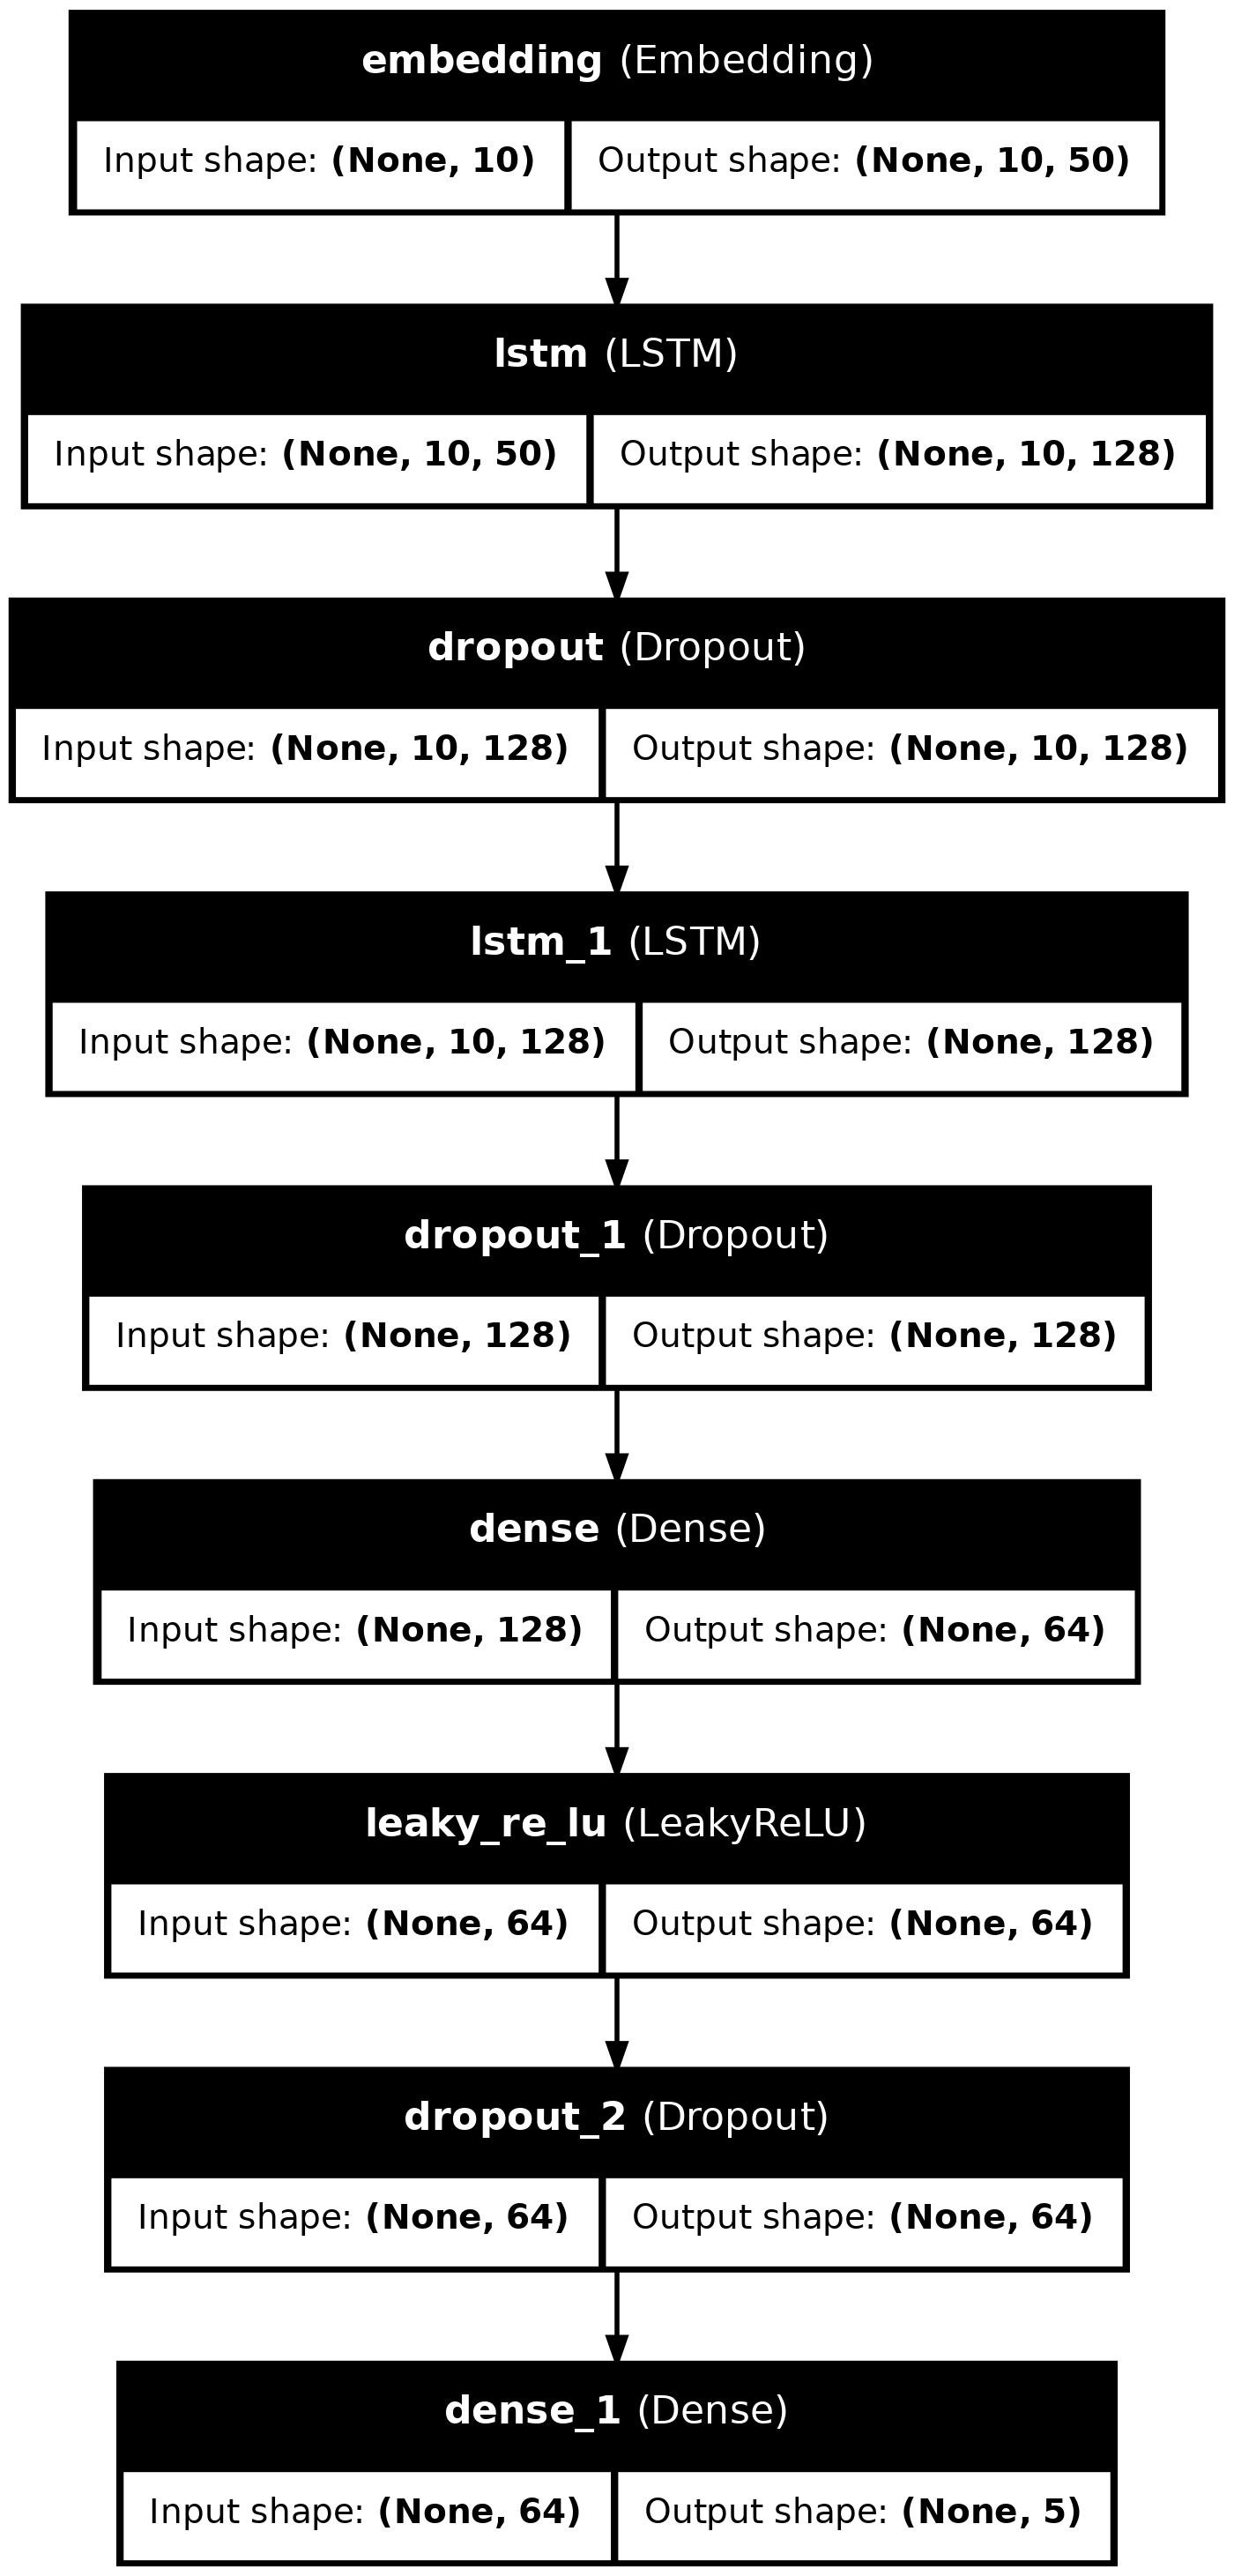 embedding (Embedding)
Input shape: (None, 10) Output shape: (None, 10, 50)
lstm (LSTM)
Input shape: (None, 10, 50) Output shape: (None, 10, 128)
dropout (Dropout)
Input shape: (None, 10, 128) Output shape: (None, 10, 128)
lstm_1 (LSTM)
Input shape: (None, 10, 128) Output shape: (None, 128)
dropout_1 (Dropout)
Input shape: (None, 128) Output shape: (None, 128)
dense (Dense)
Input shape: (None, 128) Output shape: (None, 64)
leaky_re_lu (LeakyReLU)
Input shape: (None, 64) Output shape: (None, 64)
dropout_2 (Dropout)
Input shape: (None, 64) Output shape: (None, 64)
dense_1 (Dense)
Input shape: (None, 64) Output shape: (None, 5)